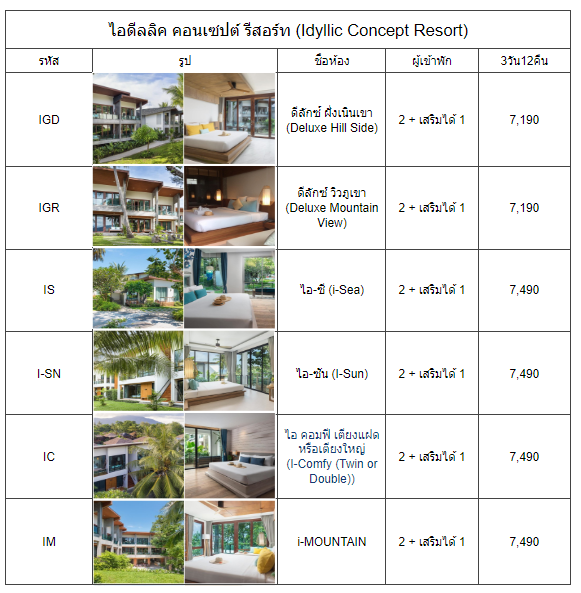 ไอดีลลิค คอนเซปต์ รีสอร์ท (Idyllic Concept Resort)
รหัส รูป ชื่อห้อง ผู้เข้าพัก 3วัน12คืน
IGD ดีลักซ์ ฝั่งเนินเขา (Deluxe Hill Side) 2 + เสริมได้ 1 7,190
IGR ดีลักซ์ วิวภูเขา (Deluxe Mountain View) 2 + เสริมได้ 1 7,190
IS ไอ-ซี (i-Sea) 2 + เสริมได้ 1 7,490
I-SN ไอ-ซัน (I-Sun) 2 + เสริมได้ 1 7,490
IC ไอ คอมฟี เตียงแฝดหรือเตียงใหญ่ (I-Comfy (Twin or Double)) 2 + เสริมได้ 1 7,490
IM i-MOUNTAIN 2 + เสริมได้ 1 7,490